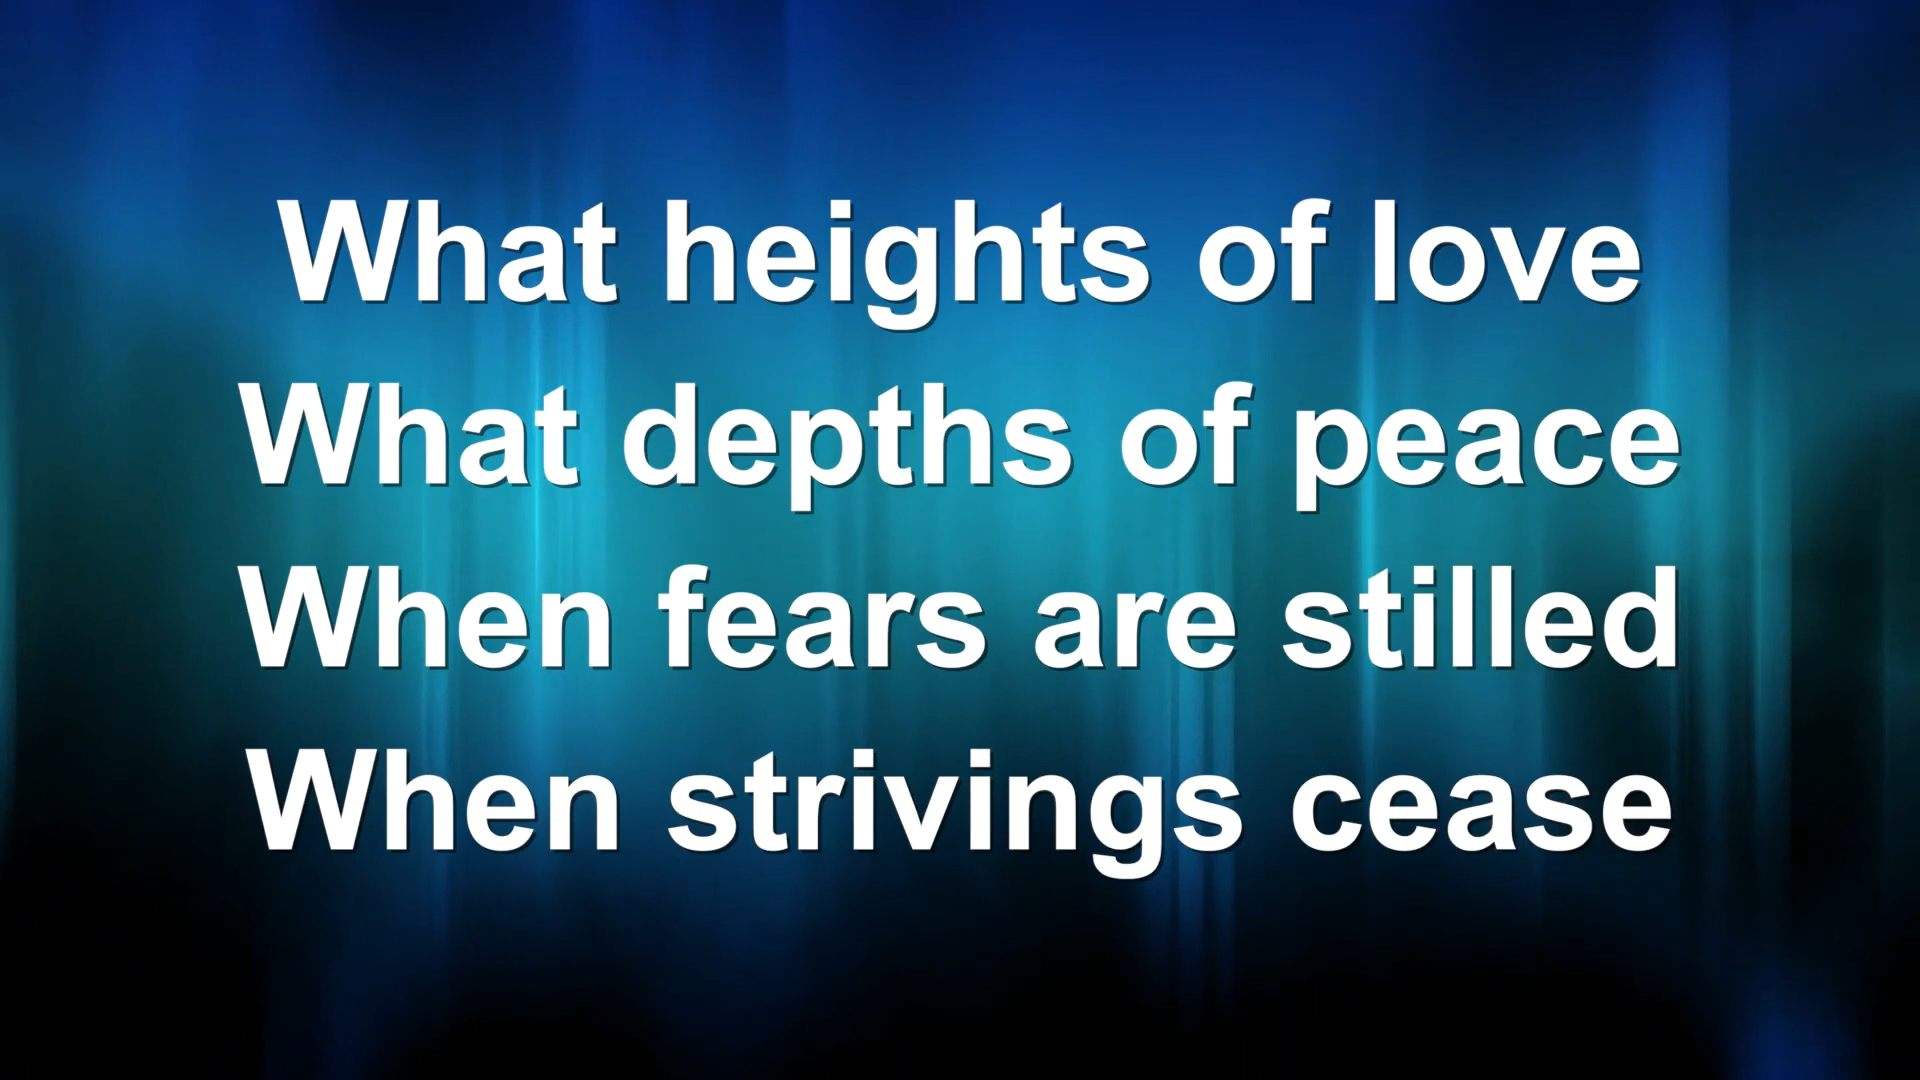 What heights of love
What depths of peace
When fears are stilled
When strivings cease